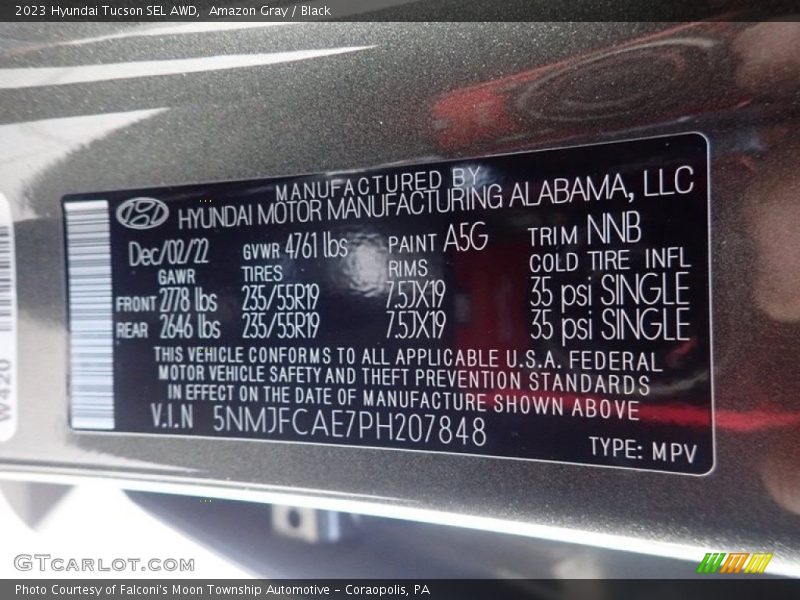 2023 Hyundai Tucson SEL AWD, Amazon Gray / Black
MANUFACTURED BY
HYUNDAI MOTOR MANUFACTURING ALABAMA, LLC
Dec/02/22 GVWR 4761 lbs PAINT A5G TRIM NNB
GAWR TIRES RIMS COLD TIRE INFL
FRONT 2778 lbs 235/55R19 7.5JX19 35 psi SINGLE
REAR 2646 lbs 235/55R19 7.5JX19 35 psi SINGLE
THIS VEHICLE CONFORMS TO ALL APPLICABLE U.S.A. FEDERAL
MOTOR VEHICLE SAFETY AND THEFT PREVENTION STANDARDS
IN EFFECT ON THE DATE OF MANUFACTURE SHOWN ABOVE
V.I.N 5NMJFCAE7PH207848
TYPE: MPV
W420
GTcarlot.com
Photo Courtesy of Falconi's Moon Township Automotive - Coraopolis, PA